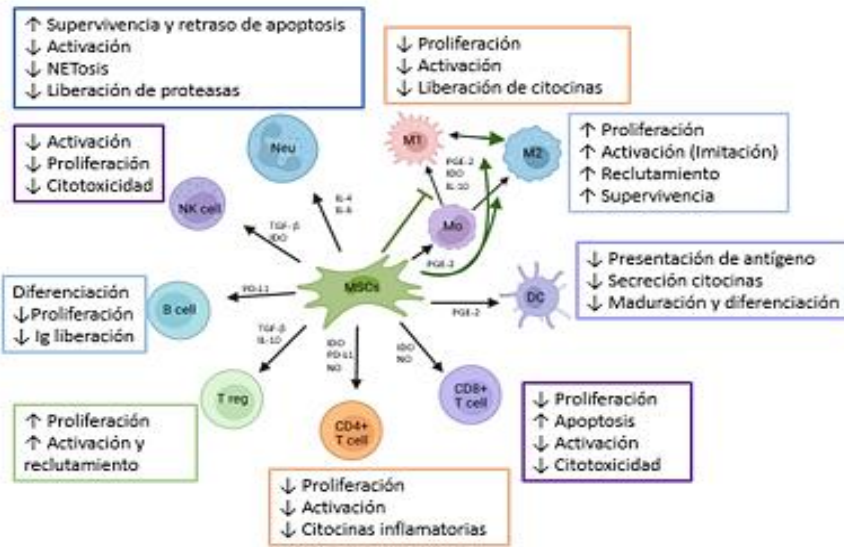 ↑ Supervivencia y retraso de apoptosis
↓ Activación
↓ NETosis
↓ Liberación de proteasas
↓ Proliferación
↓ Activación
↓ Liberación de citocinas
↓ Activación
↓ Proliferación
↓ Citotoxicidad
Neu
M1
M2
↑ Proliferación
↑ Activación (Imitación)
↑ Reclutamiento
↑ Supervivencia
NK cell
IL-4
IL-6
PGE-2
IDO
IL-10
Mo
TGF-β
IDO
PGE-2
MSCs
↓ Presentación de antígeno
↓ Secreción citocinas
↓ Maduración y diferenciación
DC
PGE-2
Diferenciación
↓Proliferación
↓ Ig liberación
B cell
PD-L1
TGF-β
IL-10
IDO
PD-L1
NO
IDO
NO
T reg
CD4+
T cell
CD8+
T cell
↑ Proliferación
↑ Activación y
reclutamiento
↓ Proliferación
↑ Apoptosis
↓ Activación
↓ Citotoxicidad
↓ Proliferación
↓ Activación
↓ Citocinas inflamatorias